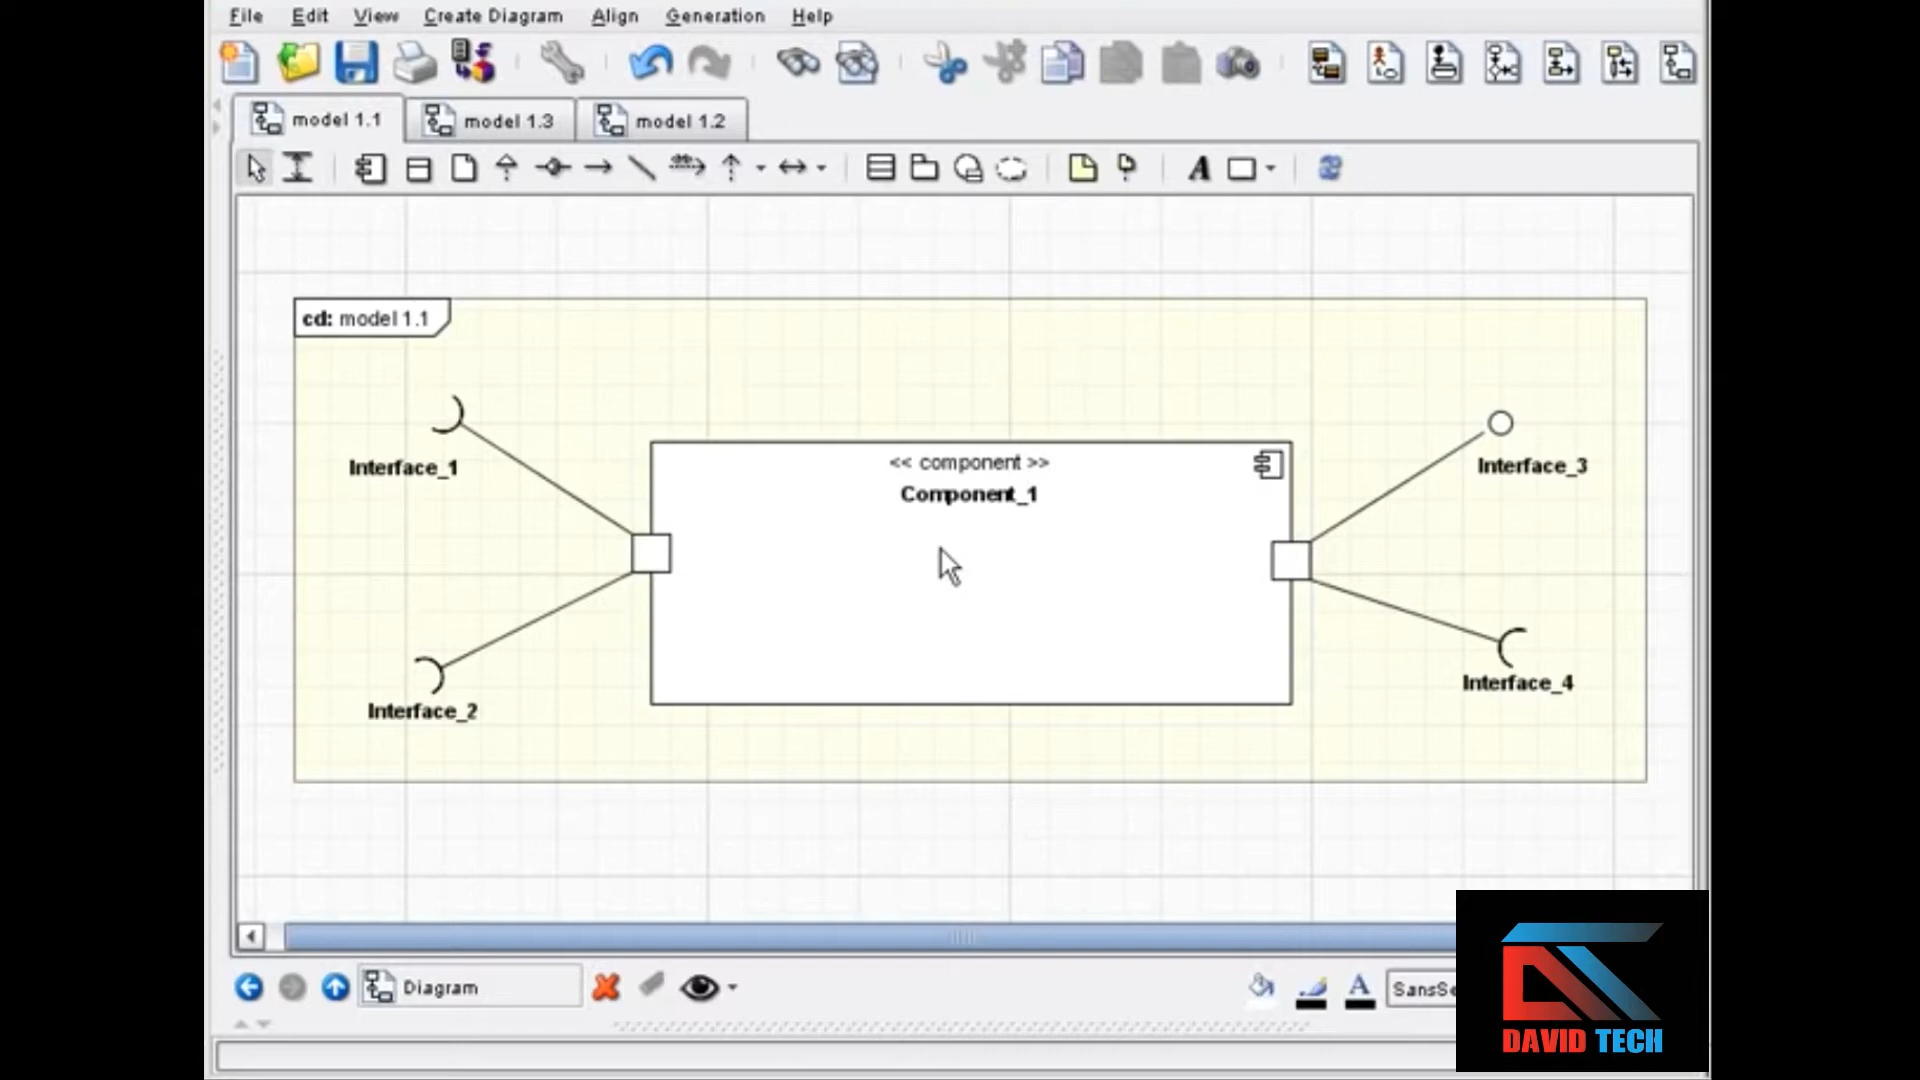 File Edit View Create Diagram Align Generation Help
model 1.1 model 1.3 model 1.2
A
cd: model 1.1
Interface_1
<< component >>
Component_1
Interface_3
Interface_2
Interface_4
Diagram
A
SansSe
DAVID TECH